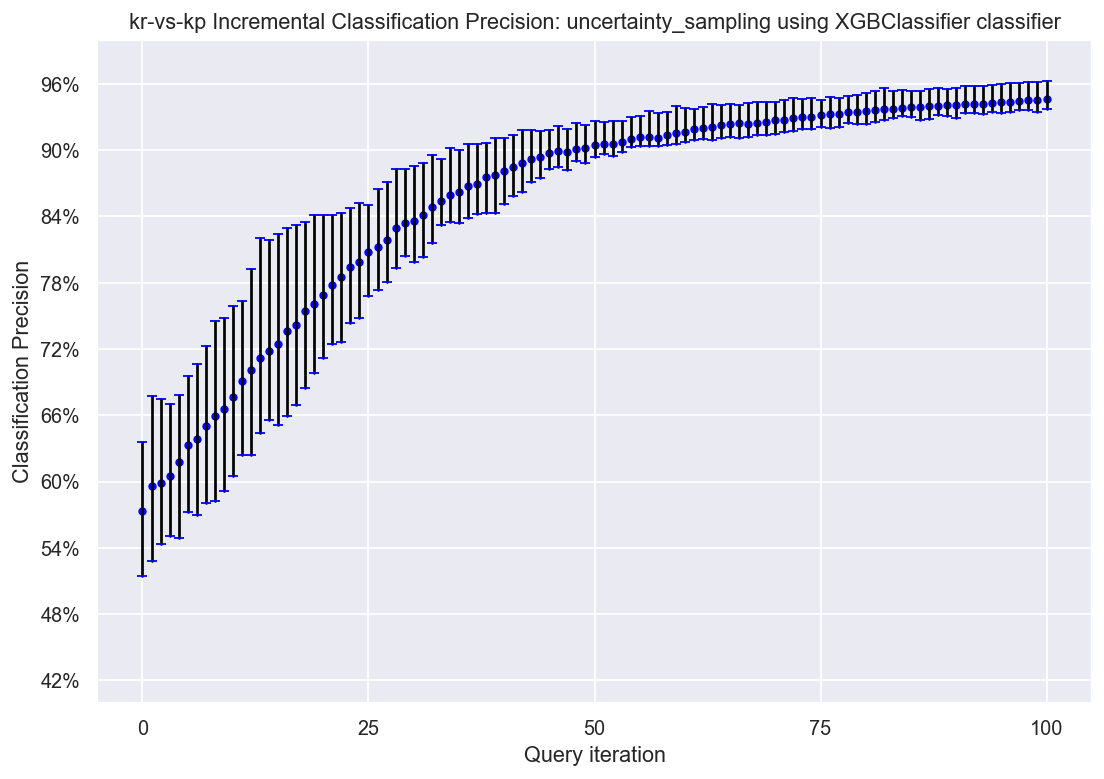 kr-vs-kp Incremental Classification Precision: uncertainty_sampling using XGBClassifier classifier
96%
90%
84%
78%
72%
66%
60%
54%
48%
42%
Classification Precision
0 25 50 75 100
Query iteration